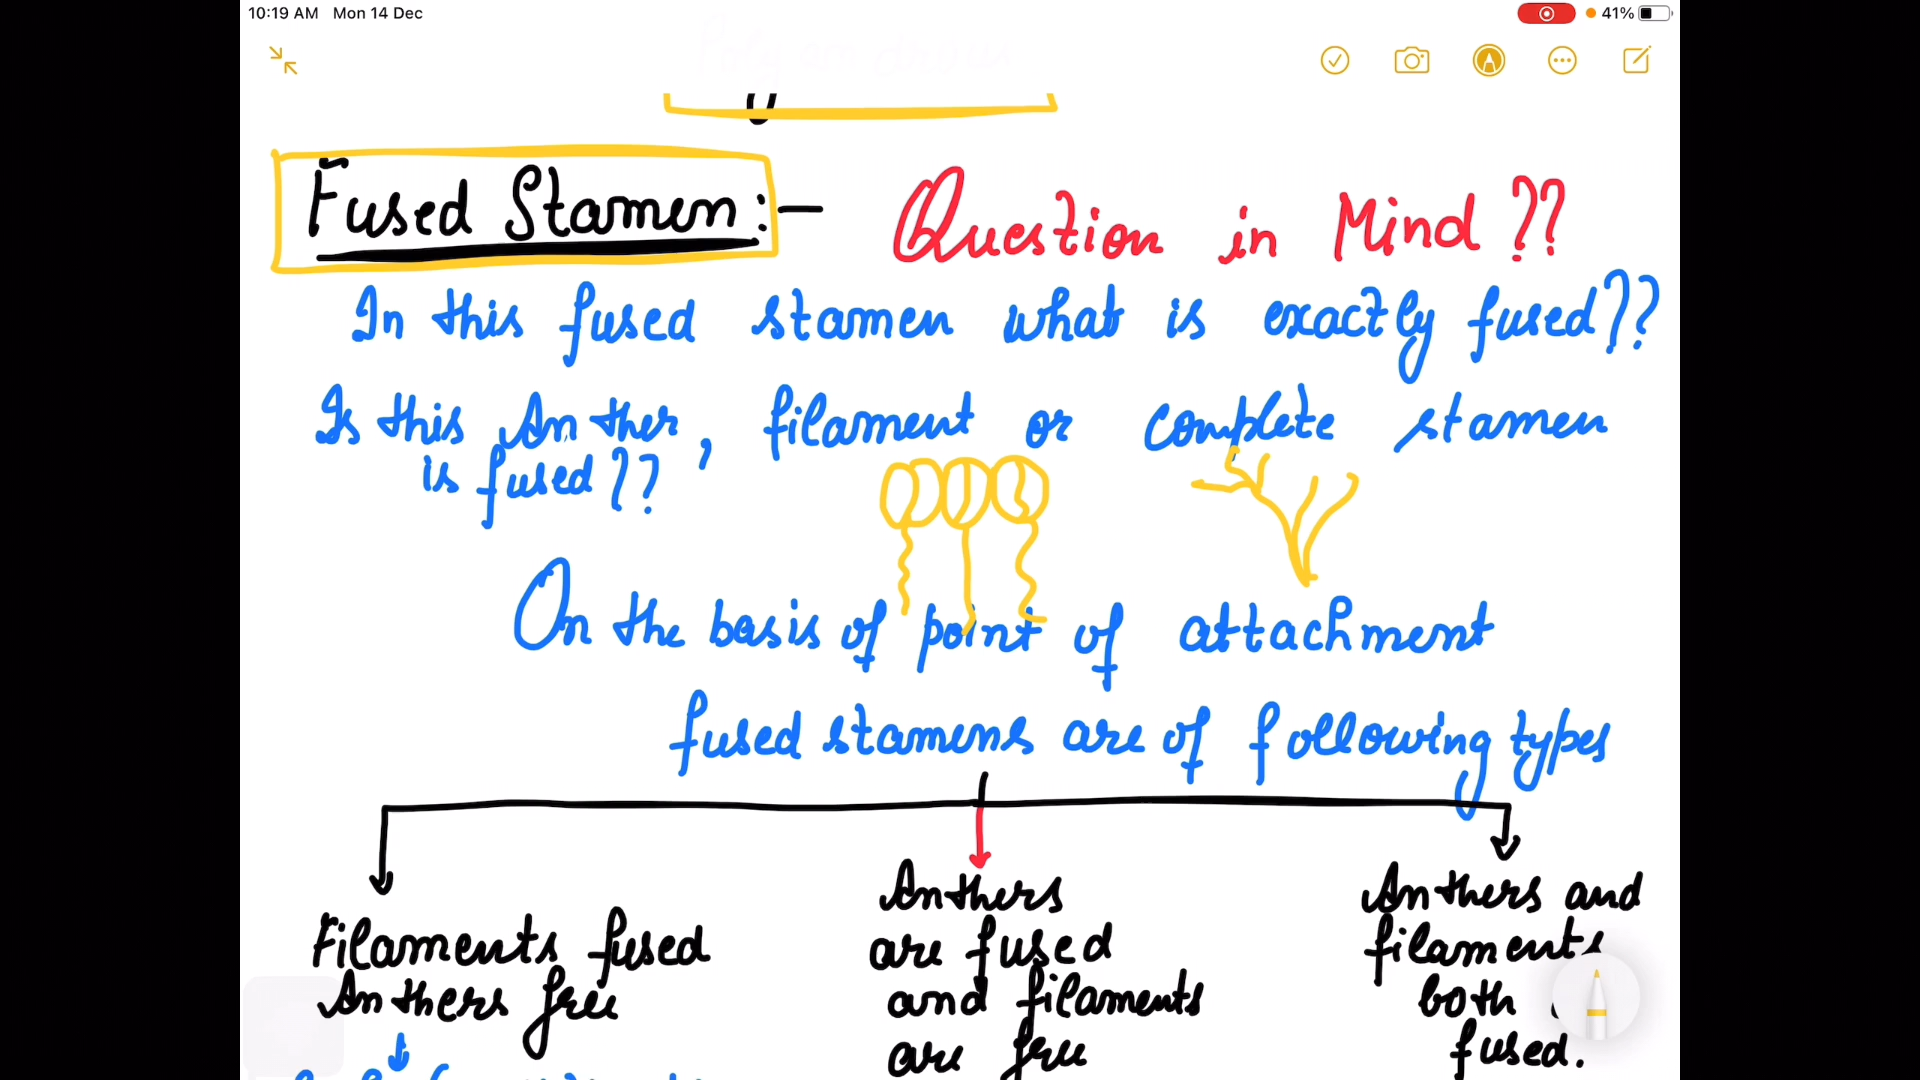 10:19 AM Mon 14 Dec
41%
Fused Stamen:-
Question in Mind ??
In this fused stamen what is exactly fused??
Is this Anther, filament or complete stamen
is fused??
On the basis of point of attachment
fused stamens are of following types
Filaments fused
Anthers free
Anthers
are fused
and filaments
are free
Anthers and
filaments
both
fused.